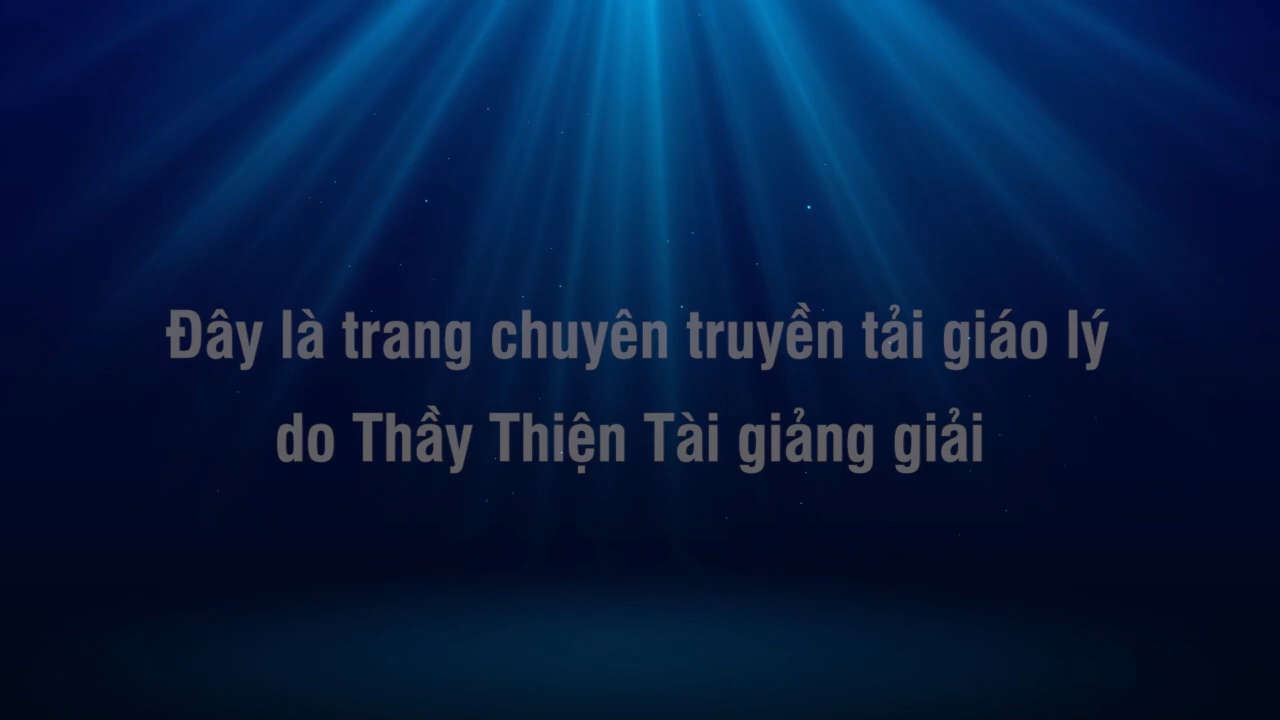 Đây là trang chuyên truyền tải giáo lý
do Thầy Thiện Tài giảng giải